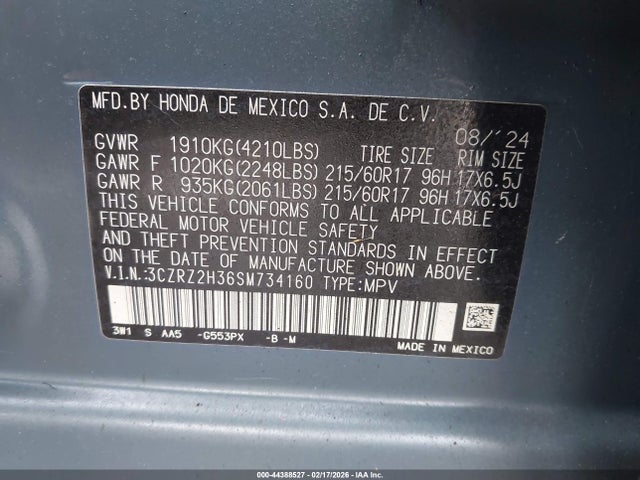 MFD.BY HONDA DE MEXICO S.A. DE C.V.
08/'24
GVWR 1910KG(4210LBS) TIRE SIZE RIM SIZE
GAWR F 1020KG(2248LBS) 215/60R17 96H 17X6.5J
GAWR R 935KG(2061LBS) 215/60R17 96H 17X6.5J
THIS VEHICLE CONFORMS TO ALL APPLICABLE
FEDERAL MOTOR VEHICLE SAFETY
AND THEFT PREVENTION STANDARDS IN EFFECT
ON THE DATE OF MANUFACTURE SHOWN ABOVE.
V.I.N.:3CZRZ2H36SM734160 TYPE:MPV
3W1 S AA5 -G553PX -B -M
MADE IN MEXICO
000-44388527 - 02/17/2026 - IAAI.COM